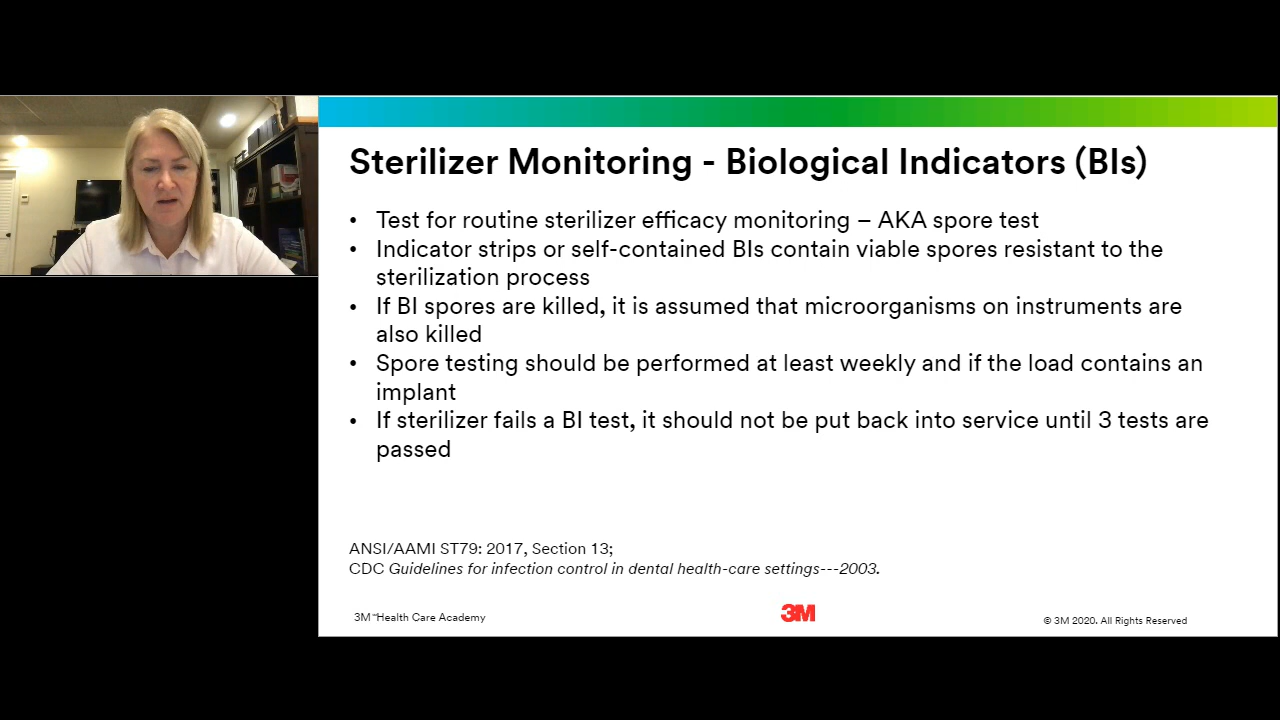 Sterilizer Monitoring - Biological Indicators (BIs)
• Test for routine sterilizer efficacy monitoring – AKA spore test
• Indicator strips or self-contained BIs contain viable spores resistant to the
sterilization process
• If BI spores are killed, it is assumed that microorganisms on instruments are
also killed
• Spore testing should be performed at least weekly and if the load contains an
implant
• If sterilizer fails a BI test, it should not be put back into service until 3 tests are
passed
ANSI/AAMI ST79: 2017, Section 13;
CDC Guidelines for infection control in dental health-care settings---2003.
3M℠Health Care Academy
3M
© 3M 2020. All Rights Reserved